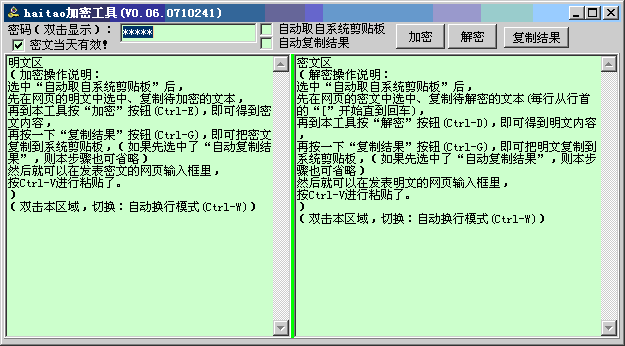 haitao加密工具(V0.06.0710241)
密码(双击显示): *****
密文当天有效!
自动取自系统剪贴板
自动复制结果
加密
解密
复制结果
明文区
(加密操作说明:
选中“自动取自系统剪贴板”后,
先在网页的明文中选中、复制待加密的文本,
再到本工具按“加密”按钮(Ctrl-E),即可得到密
文内容,
再按一下“复制结果”按钮(Ctrl-G),即可把密文
复制到系统剪贴板,(如果先选中了“自动复制结
果”,则本步骤也可省略)
然后就可以在发表密文的网页输入框里,
按Ctrl-V进行粘贴了。
)
(双击本区域,切换:自动换行模式(Ctrl-W))
密文区
(解密操作说明:
选中“自动取自系统剪贴板”后,
先在网页的密文中选中、复制待解密的文本(每行从行首
的“[”开始直到回车),
再到本工具按“解密”按钮(Ctrl-D),即可得到明文内容
,
再按一下“复制结果”按钮(Ctrl-G),即可把明文复制到
系统剪贴板,(如果先选中了“自动复制结果”,则本步
骤也可省略)
然后就可以在发表明文的网页输入框里,
按Ctrl-V进行粘贴了。
)
(双击本区域,切换:自动换行模式(Ctrl-W))